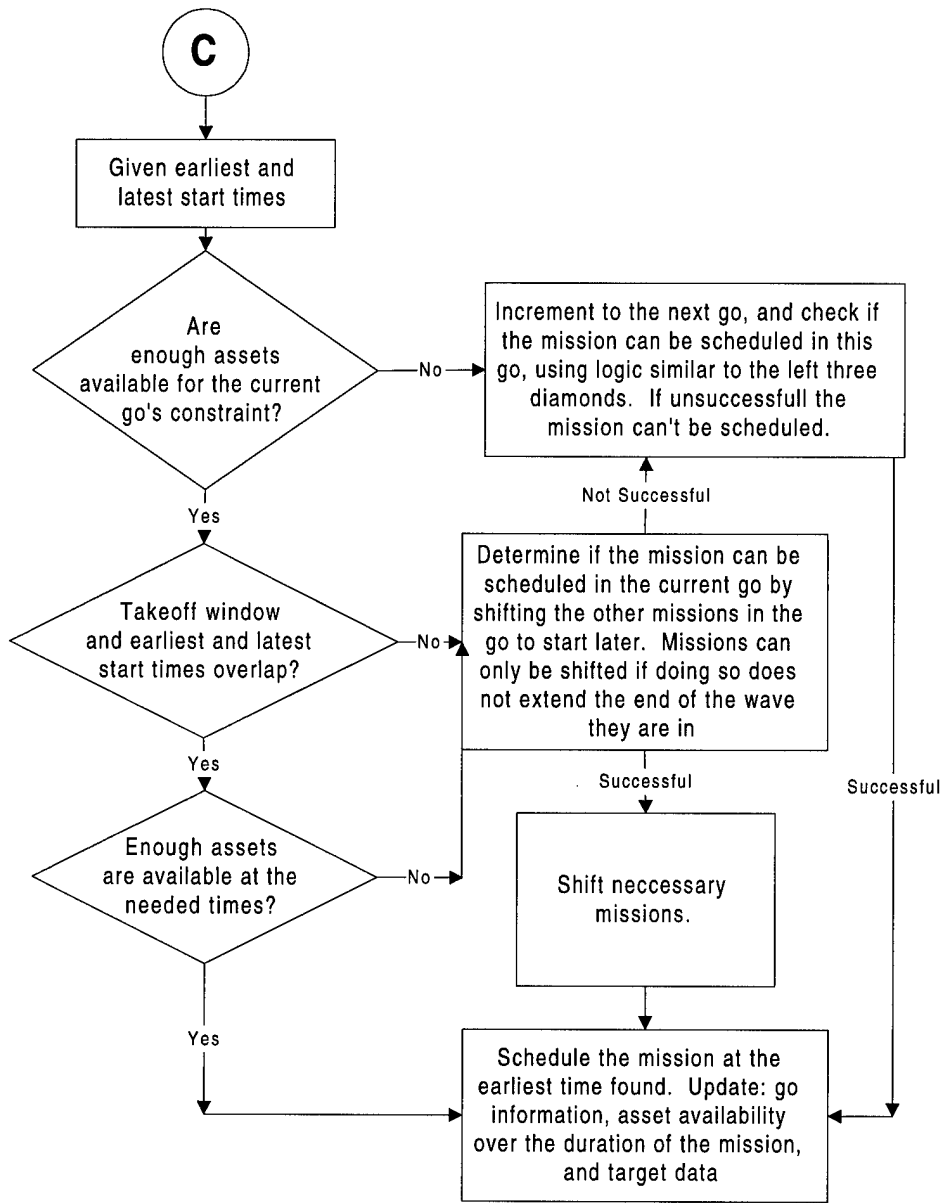 C
Given earliest and
latest start times
Are
enough assets
available for the current
go's constraint?
No
Increment to the next go, and check if
the mission can be scheduled in this
go, using logic similar to the left three
diamonds. If unsuccessfull the
mission can't be scheduled.
Yes
Not Successful
Takeoff window
and earliest and latest
start times overlap?
No
Determine if the mission can be
scheduled in the current go by
shifting the other missions in the
go to start later. Missions can
only be shifted if doing so does
not extend the end of the wave
they are in
Yes
Successful
Successful
Enough assets
are available at the
needed times?
No
Shift neccessary
missions.
Yes
Schedule the mission at the
earliest time found. Update: go
information, asset availability
over the duration of the mission,
and target data